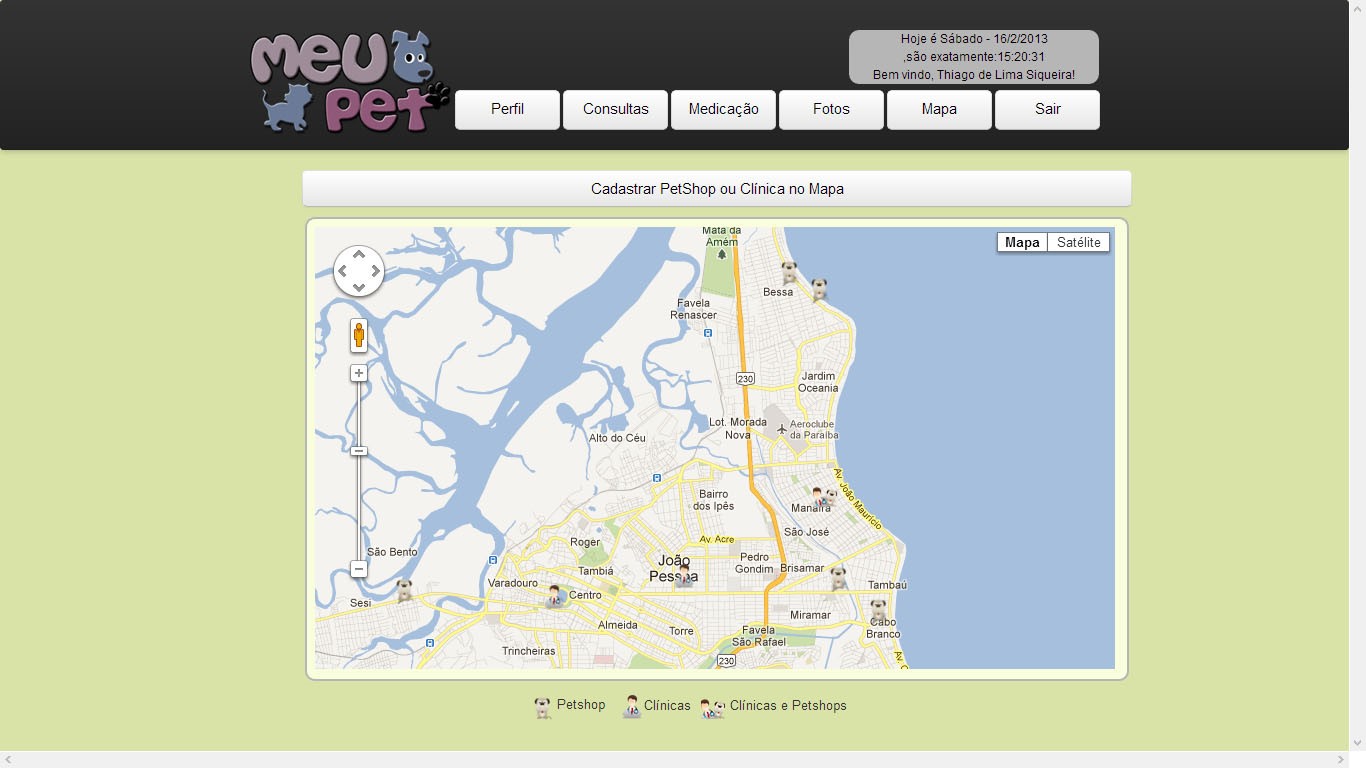 MEU
Pet
Hoje é Sábado - 16/2/2013
,são exatamente:15:20:31
Bem vindo, Thiago de Lima Siqueira!
Perfil
Consultas
Medicação
Fotos
Mapa
Sair
Cadastrar PetShop ou Clínica no Mapa
Mapa
Satélite
Mata da
Amém
Bessa
Favela
Renascer
230
Jardim
Oceania
Lot. Morada
Nova
Aeroclube
da Paraíba
Alto do Céu
Av. João Maurício
Bairro
dos Ipês
Manaíra
São José
Av. Acre
Roger
São Bento
João
Pessoa
Pedro
Gondim
Brisamar
Tambiá
Varadouro
Tambaú
Centro
Sesi
Miramar
Almeida
Torre
Favela
São Rafael
Cabo
Branco
Trincheiras
230
Av. C
Petshop
Clínicas
Clínicas e Petshops